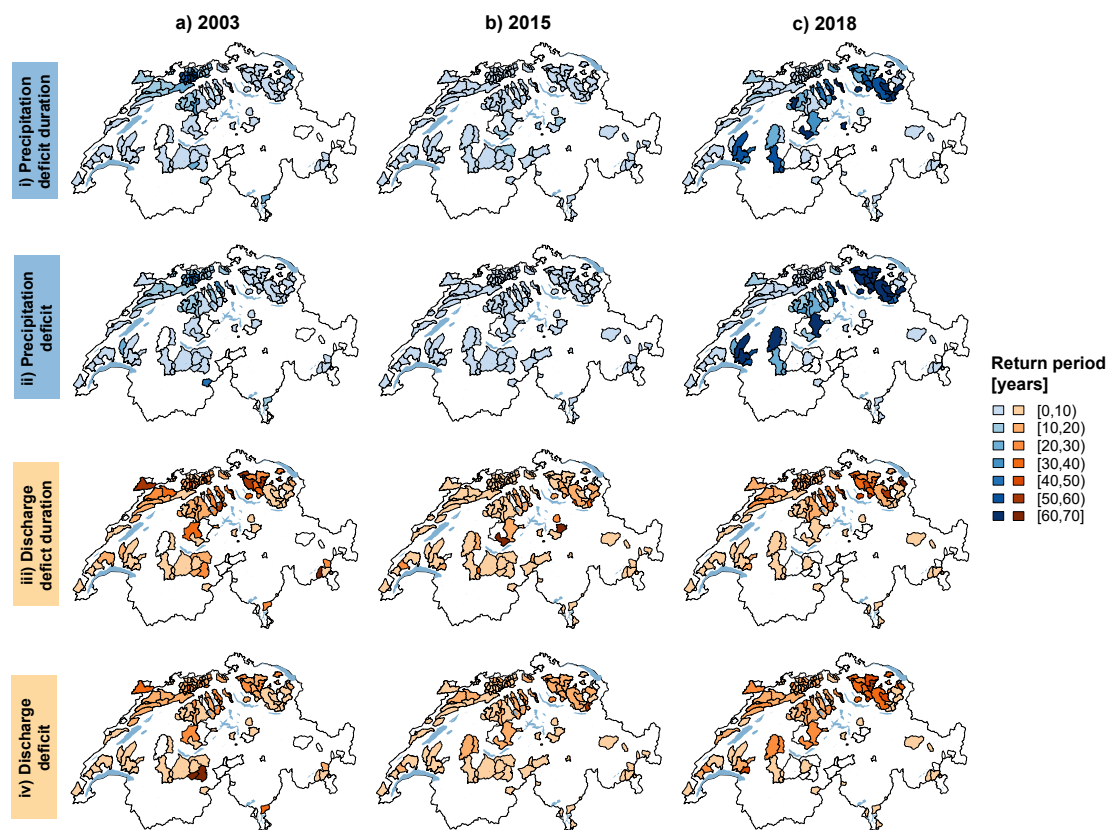 a) 2003
b) 2015
c) 2018
i) Precipitation
deficit duration
ii) Precipitation
deficit
iii) Discharge
deficit duration
iv) Discharge
deficit
Return period
[years]
[0,10)
[10,20)
[20,30)
[30,40)
[40,50)
[50,60)
[60,70]